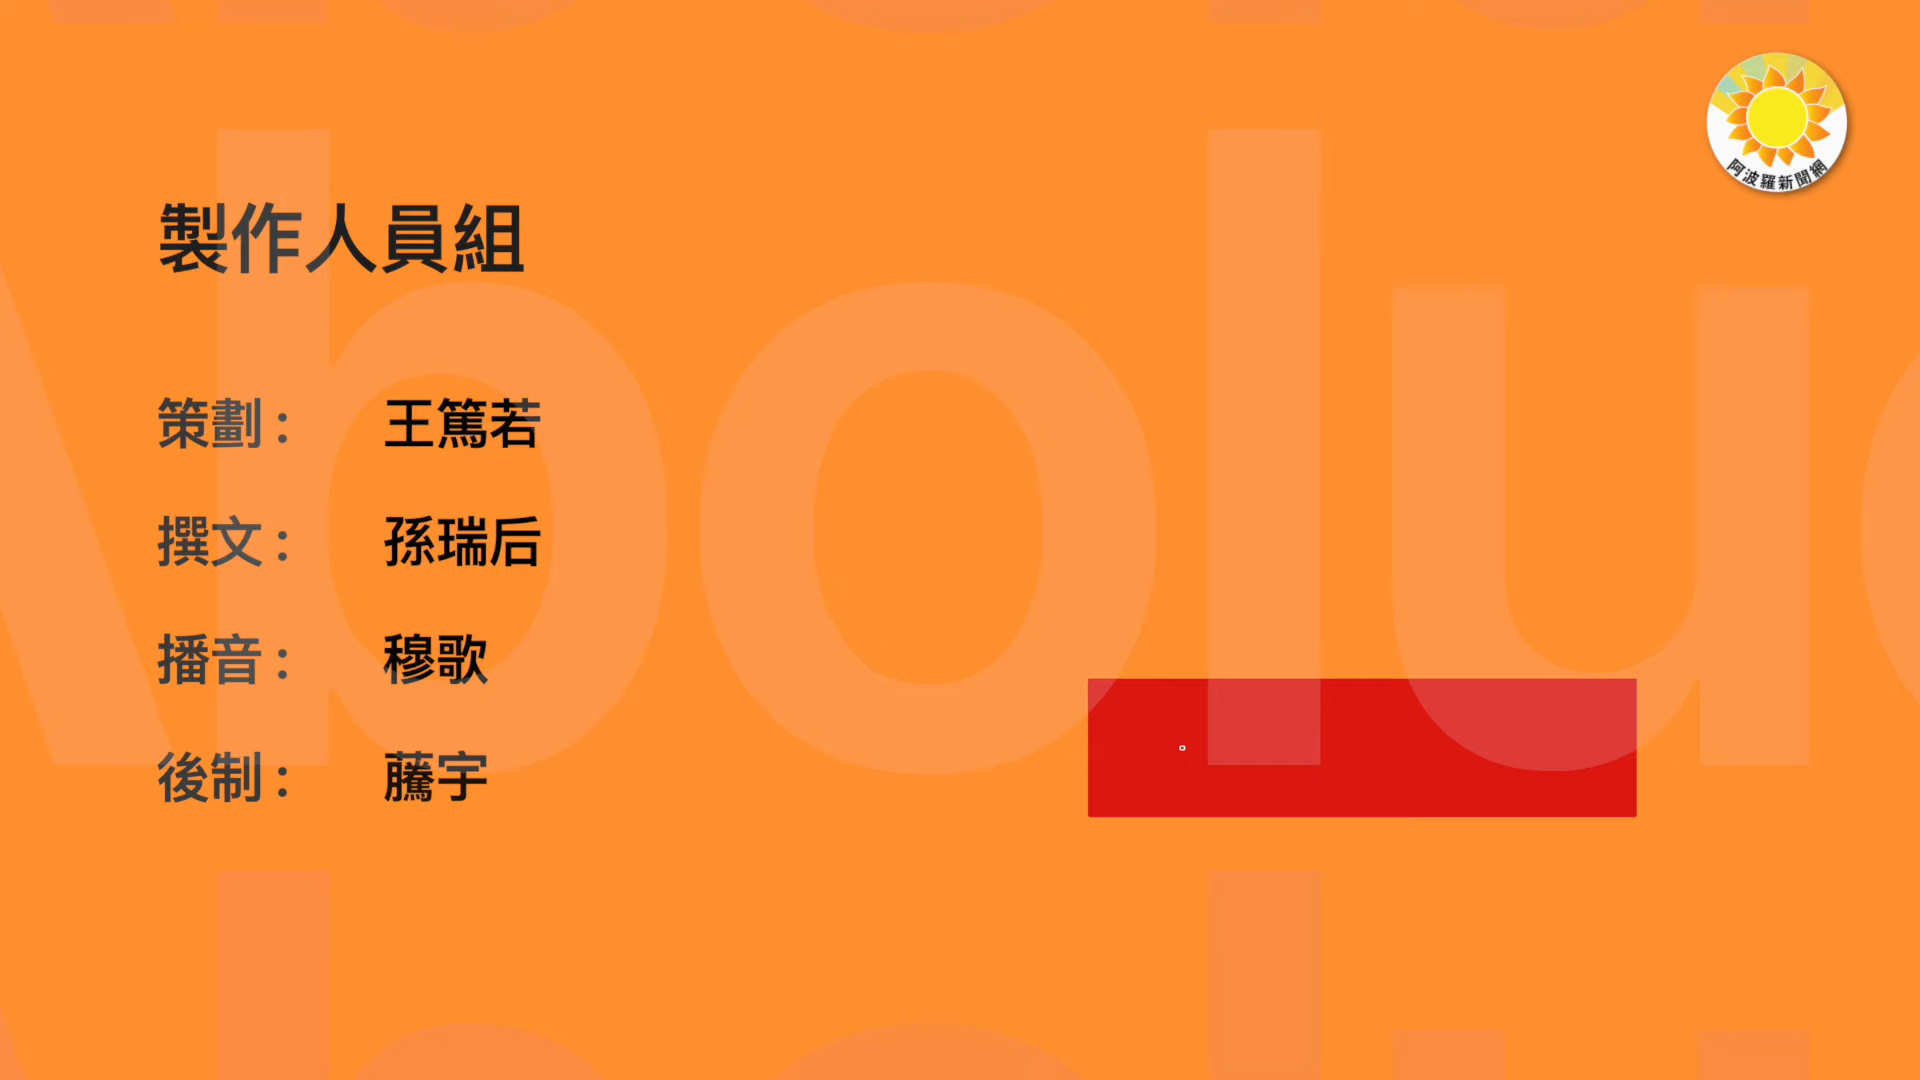 阿波羅新聞網
製作人員組
策劃： 王篤若
撰文： 孫瑞后
播音： 穆歌
後制： 藤宇
Aboluo